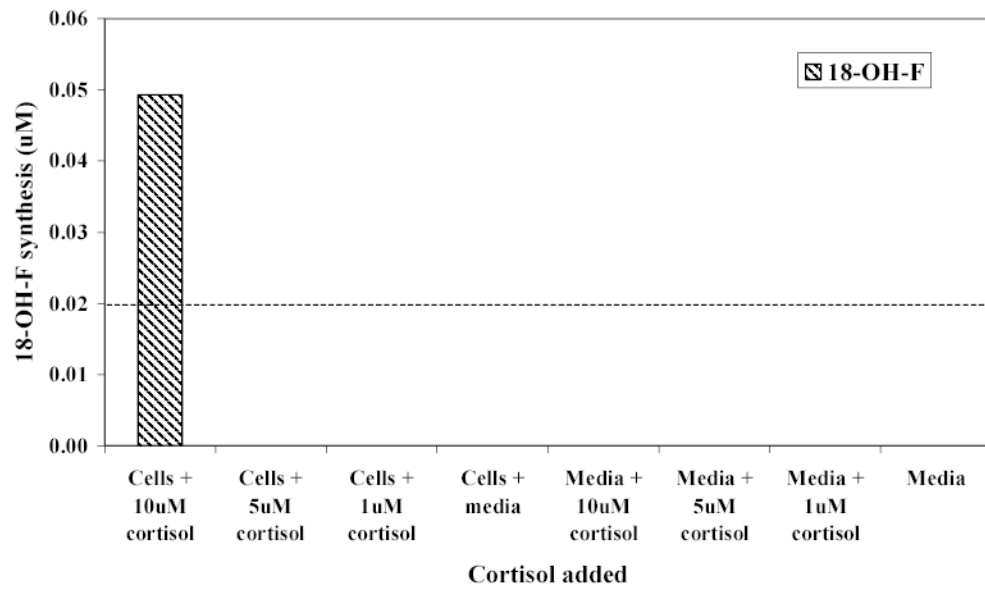 0.06
18-OH-F
0.05
0.04
0.03
0.02
0.01
0.00
18-OH-F synthesis (uM)
Cells + 10uM cortisol
Cells + 5uM cortisol
Cells + 1uM cortisol
Cells + media
Media + 10uM cortisol
Media + 5uM cortisol
Media + 1uM cortisol
Media
Cortisol added